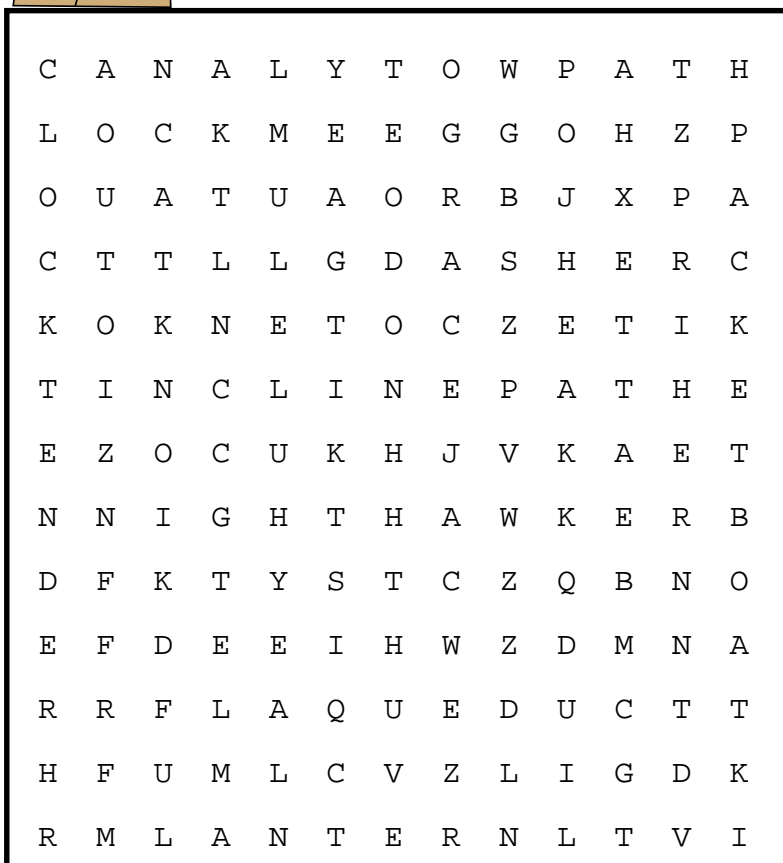 C A N A L Y T O W P A T H
L O C K M E E G G O H Z P
O U A T U A O R B J X P A
C T T L L G D A S H E R C
K O K N E T O C Z E T I K
T I N C L I N E P A T H E
E Z O C U K H J V K A E T
N N I G H T H A W K E R B
D F K T Y S T C Z Q B N O
E F D E E I H W Z D M N A
R R F L A Q U E D U C T T
H F U M L C V Z L I G D K
R M L A N T E R N L T V I